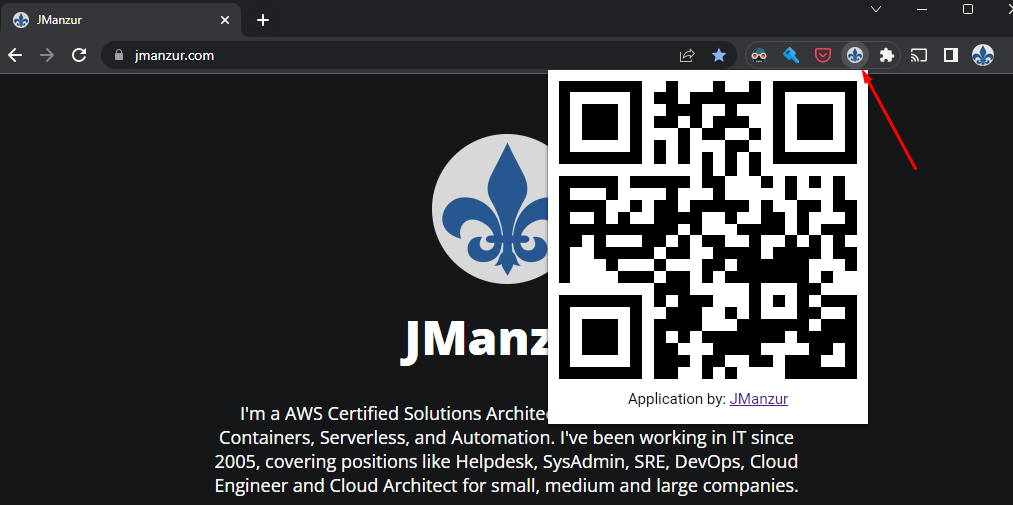 JManzur
jmanzur.com
Application by: JManzur
JManz
I'm a AWS Certified Solutions Archite
Containers, Serverless, and Automation. I've been working in IT since
2005, covering positions like Helpdesk, SysAdmin, SRE, DevOps, Cloud
Engineer and Cloud Architect for small, medium and large companies.